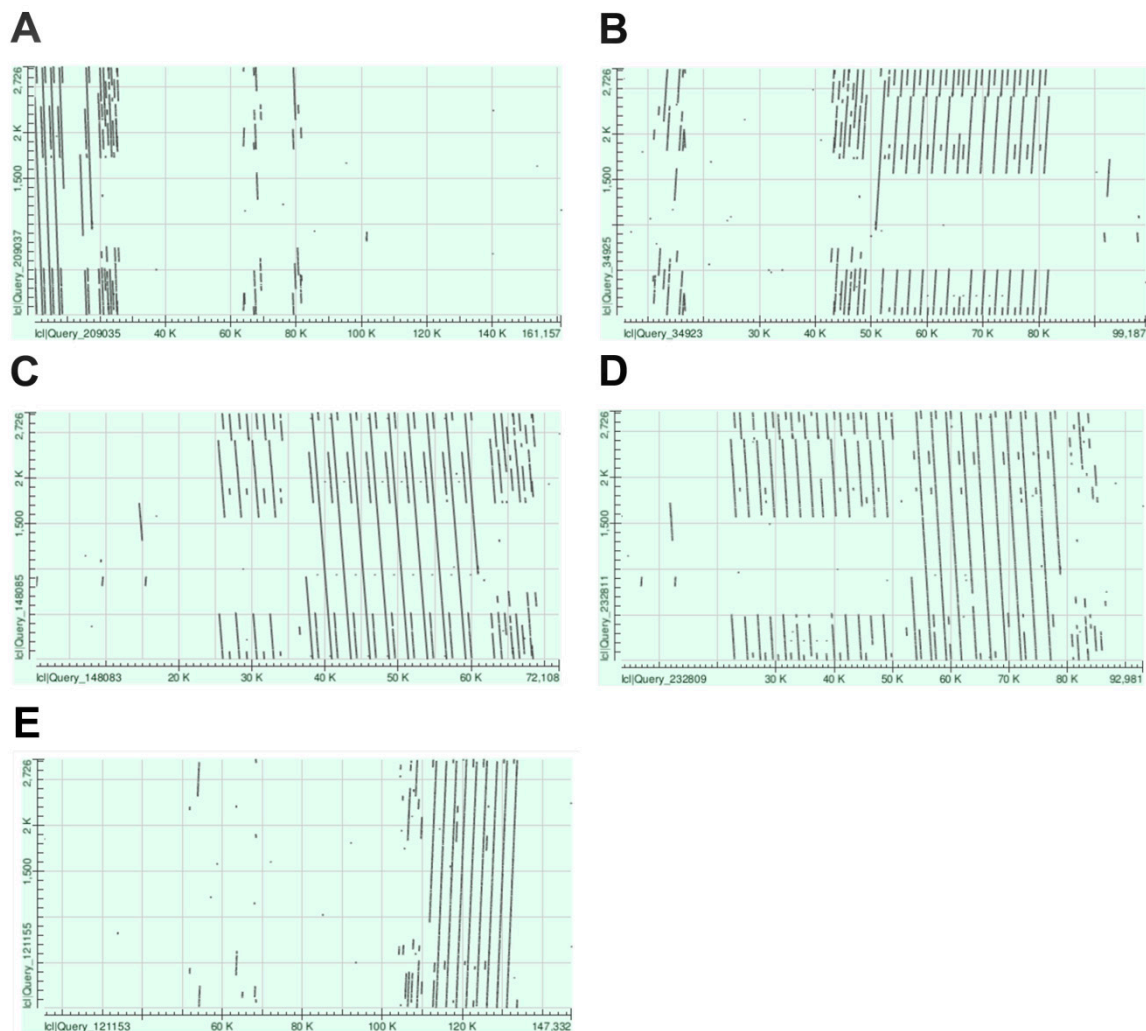 A
2,726
2 K
1,500
lcl|Query_209037
lcl|Query_209035 40 K 60 K 80 K 100 K 120 K 140 K 161,157
B
2,726
2 K
1,500
lcl|Query_34925
lcl|Query_34923 30 K 40 K 50 K 60 K 70 K 80 K 99,187
C
2,726
2 K
1,500
lcl|Query_148085
lcl|Query_148083 20 K 30 K 40 K 50 K 60 K 72,108
D
2,726
2 K
1,500
lcl|Query_232811
lcl|Query_232809 30 K 40 K 50 K 60 K 70 K 80 K 92,981
E
2,726
2 K
1,500
lcl|Query_121155
lcl|Query_121153 60 K 80 K 100 K 120 K 147,332